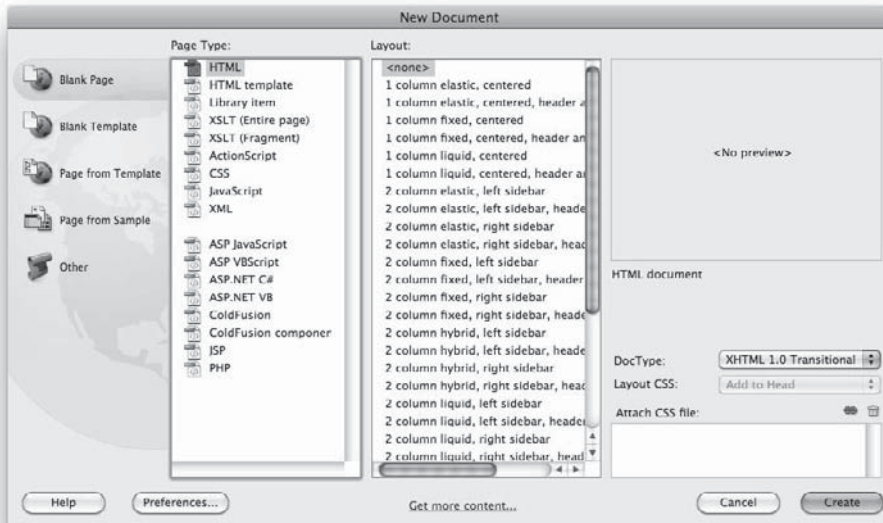 New Document
Blank Page
Blank Template
Page from Template
Page from Sample
Other
Page Type:
HTML
HTML template
Library item
XSLT (Entire page)
XSLT (Fragment)
ActionScript
CSS
JavaScript
XML
ASP JavaScript
ASP VBScript
ASP.NET C#
ASP.NET VB
ColdFusion
ColdFusion componer
JSP
PHP
Layout:
<none>
1 column elastic, centered
1 column elastic, centered, header a
1 column fixed, centered
1 column fixed, centered, header an
1 column liquid, centered
1 column liquid, centered, header a
2 column elastic, left sidebar
2 column elastic, left sidebar, heade
2 column elastic, right sidebar
2 column elastic, right sidebar, head
2 column fixed, left sidebar
2 column fixed, left sidebar, header
2 column fixed, right sidebar
2 column fixed, right sidebar, heade
2 column hybrid, left sidebar
2 column hybrid, left sidebar, heade
2 column hybrid, right sidebar
2 column hybrid, right sidebar, head
2 column liquid, left sidebar
2 column liquid, left sidebar, header
2 column liquid, right sidebar
2 column liquid, right sidebar, head
<No preview>
HTML document
DocType: XHTML 1.0 Transitional
Layout CSS: Add to Head
Attach CSS file:
Help
Preferences...
Get more content...
Cancel
Create